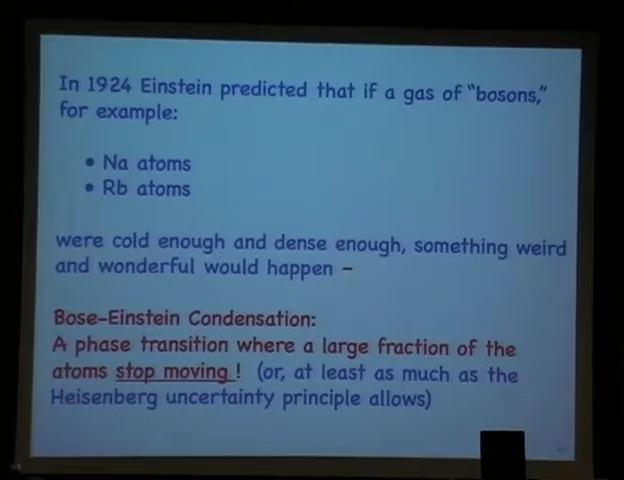 In 1924 Einstein predicted that if a gas of "bosons,"
for example:
• Na atoms
• Rb atoms
were cold enough and dense enough, something weird
and wonderful would happen –
Bose-Einstein Condensation:
A phase transition where a large fraction of the
atoms stop moving ! (or, at least as much as the
Heisenberg uncertainty principle allows)